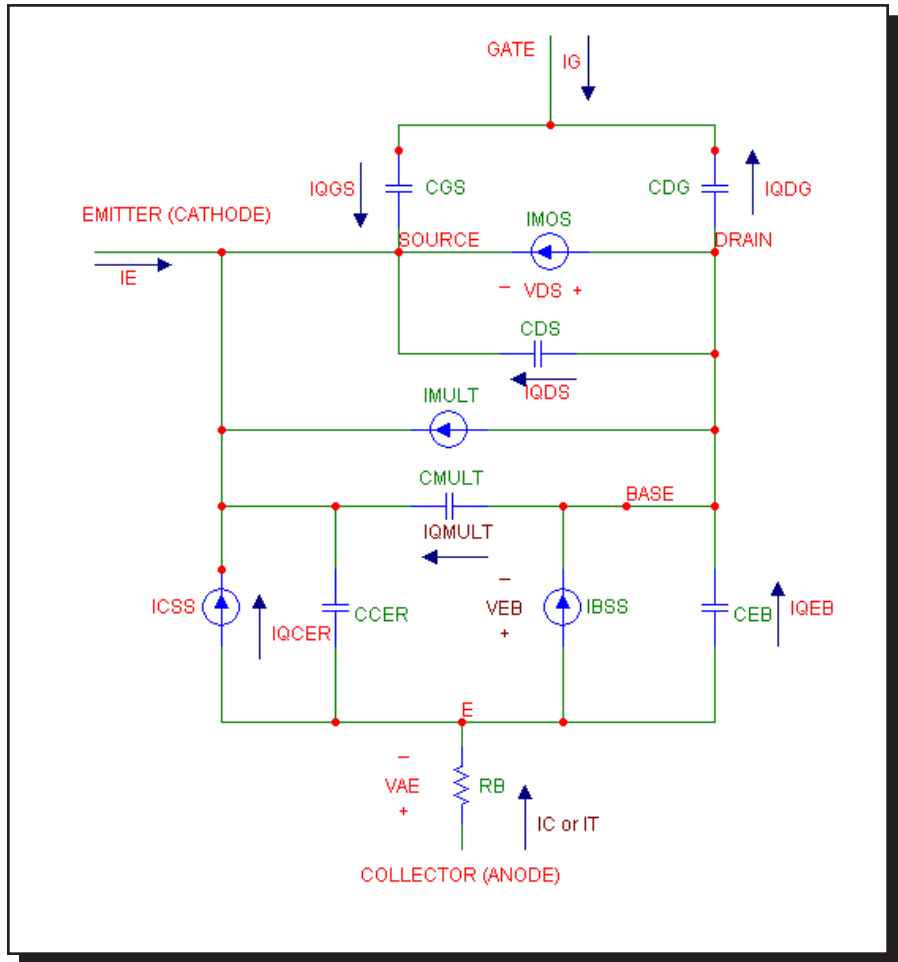 GATE
IG
IQGS
CGS
CDG
IQDG
EMITTER (CATHODE)
IMOS
SOURCE
DRAIN
IE
− VDS +
CDS
IQDS
IMULT
CMULT
BASE
IQMULT
−
ICSS
CCER
VEB
IBSS
CEB
IQEB
IQCER
+
E
−
VAE
RB
+
IC or IT
COLLECTOR (ANODE)